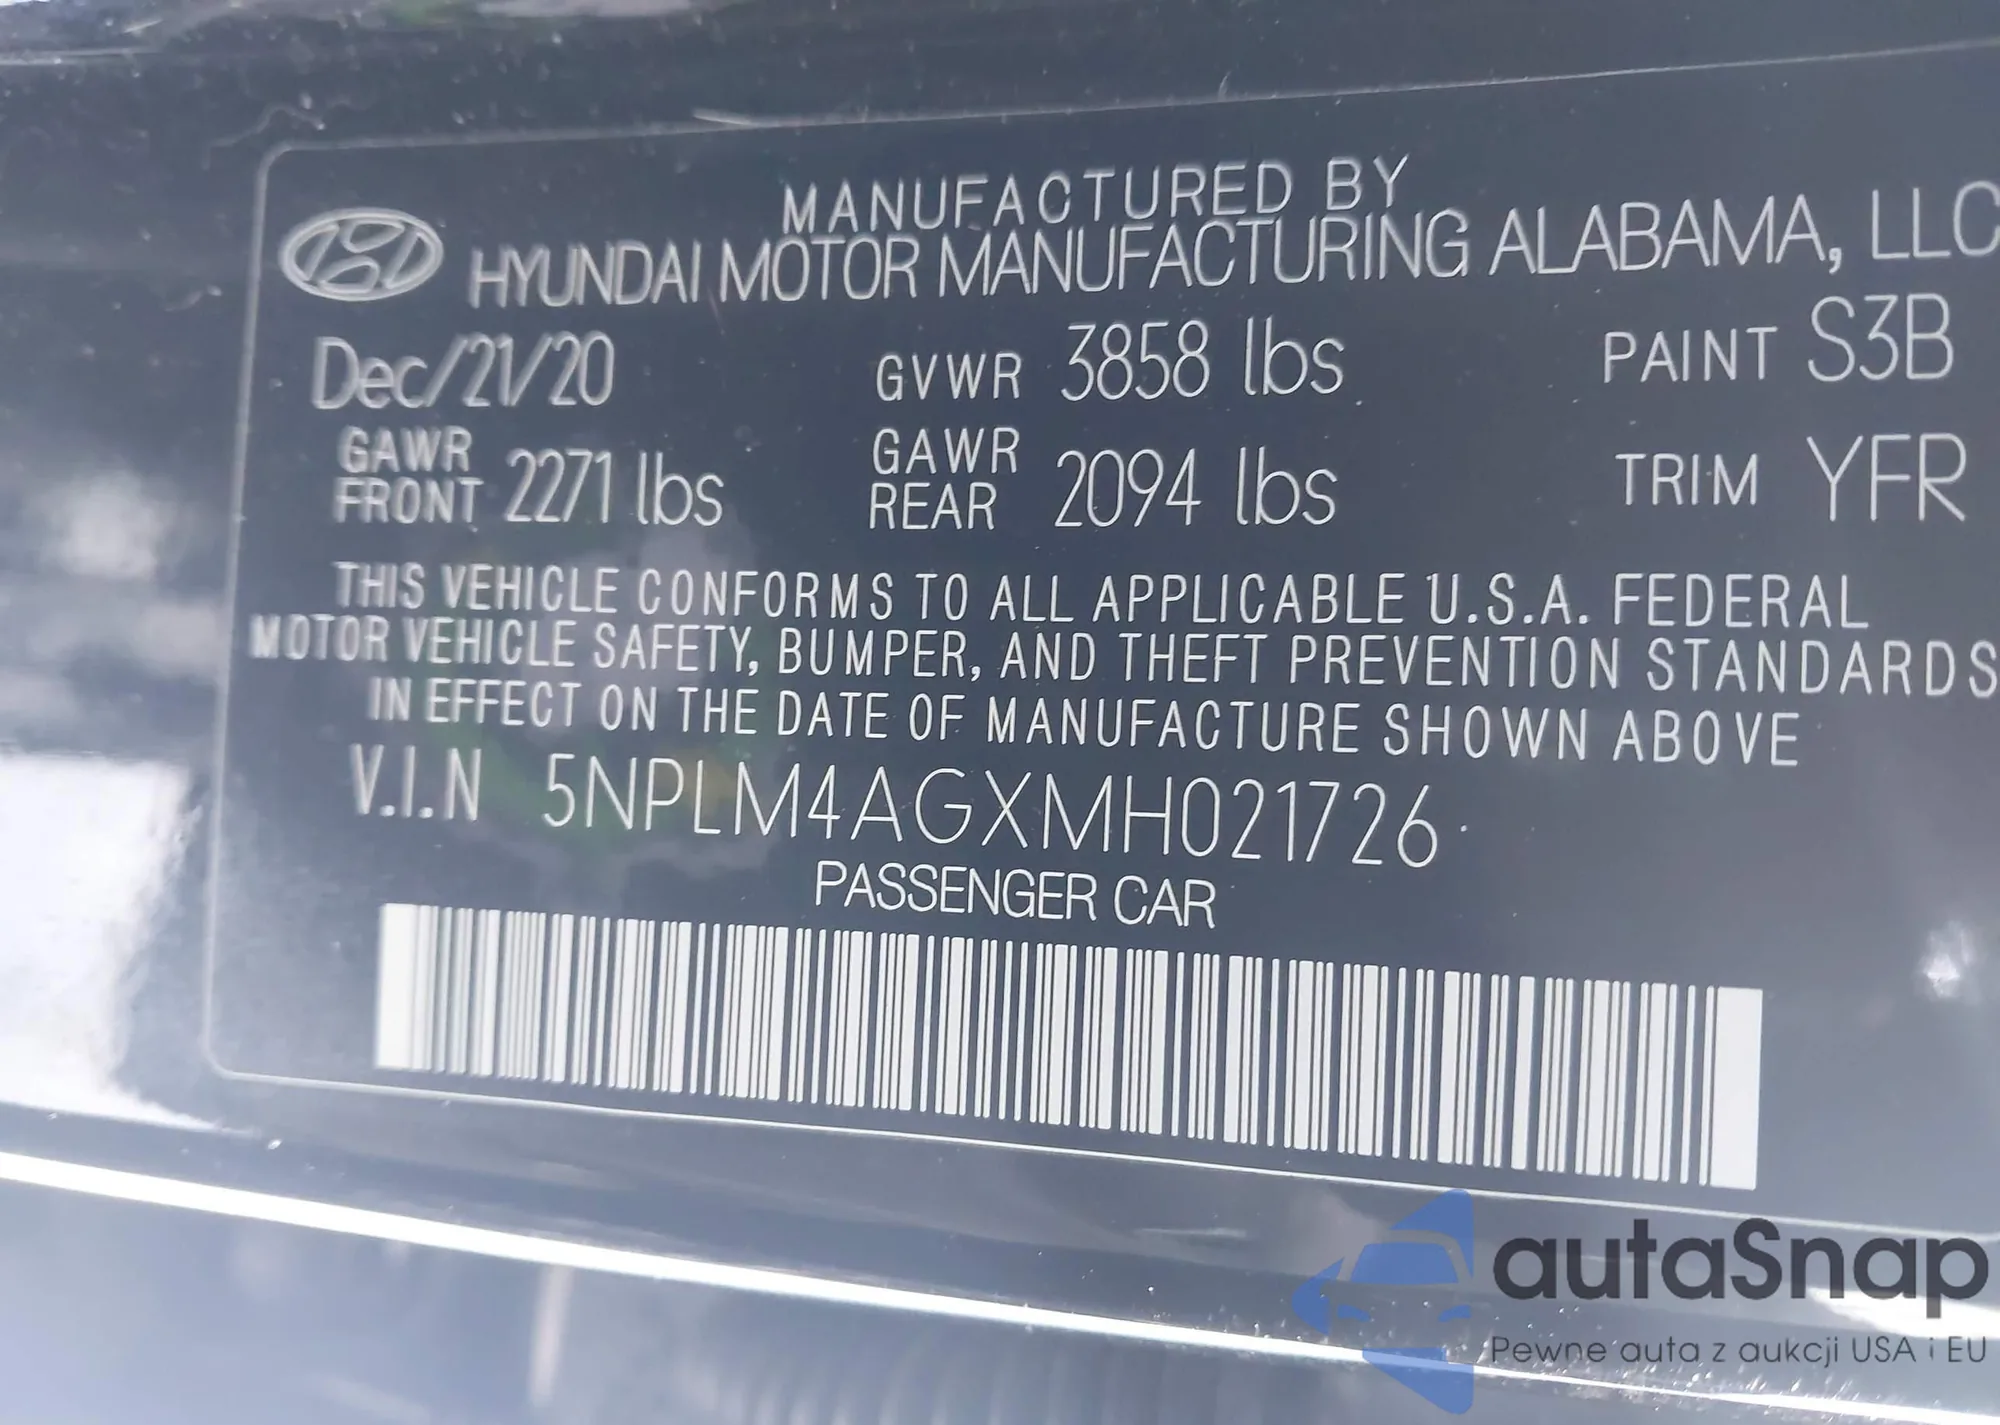 MANUFACTURED BY
HYUNDAI MOTOR MANUFACTURING ALABAMA, LLC
Dec/21/20 GVWR 3858 lbs PAINT S3B
GAWR FRONT 2271 lbs GAWR REAR 2094 lbs TRIM YFR
THIS VEHICLE CONFORMS TO ALL APPLICABLE U.S.A. FEDERAL
MOTOR VEHICLE SAFETY, BUMPER, AND THEFT PREVENTION STANDARDS
IN EFFECT ON THE DATE OF MANUFACTURE SHOWN ABOVE
V.I.N 5NPLM4AGXMH021726
PASSENGER CAR
autaSnap
Pewne auta z aukcji USA i EU